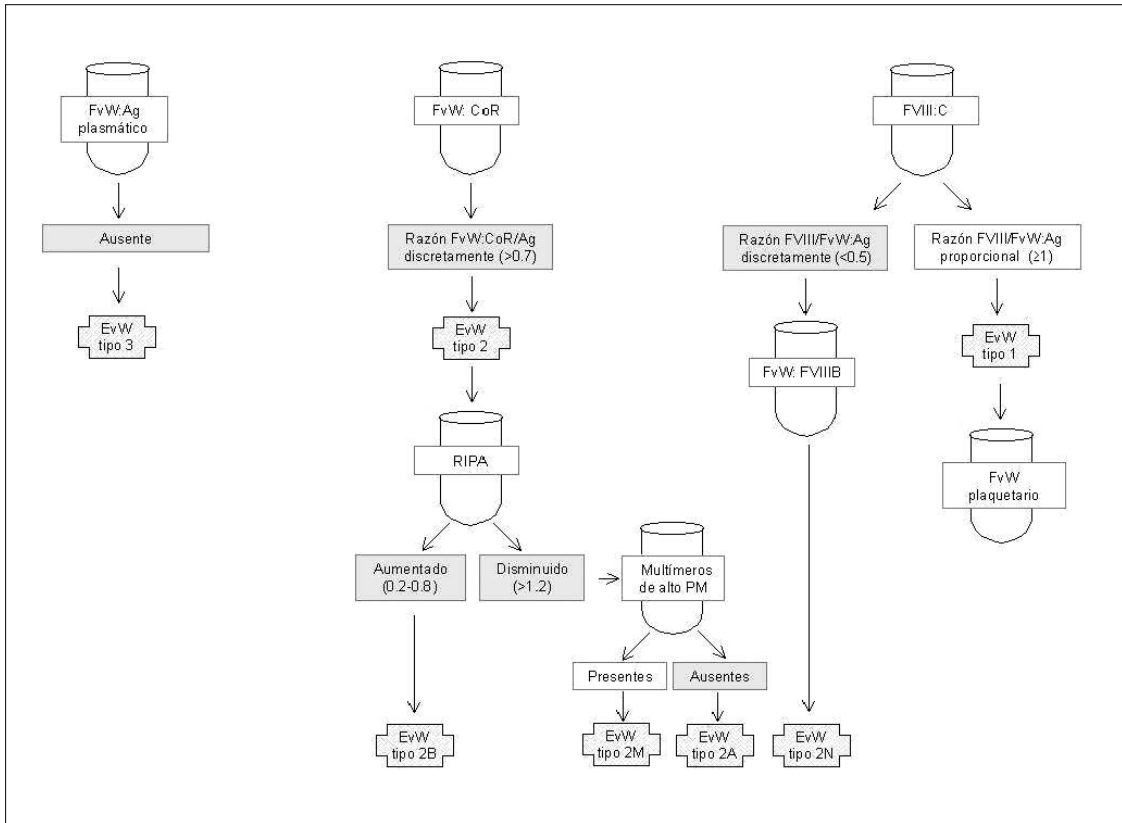 FvW:Ag
plasmático
Ausente
EvW
tipo 3
FvW: CoR
Razón FvW:CoR/Ag
discretamente (>0.7)
EvW
tipo 2
RIPA
Aumentado
(0.2-0.8)
Disminuido
(>1.2)
EvW
tipo 2B
Multímeros
de alto PM
Presentes
Ausentes
EvW
tipo 2M
EvW
tipo 2A
FVIII:C
Razón FVIII/FvW:Ag
discretamente (<0.5)
Razón FVIII/FvW:Ag
proporcional (≥1)
FvW: FVIIIB
EvW
tipo 2N
EvW
tipo 1
FvW
plaquetario